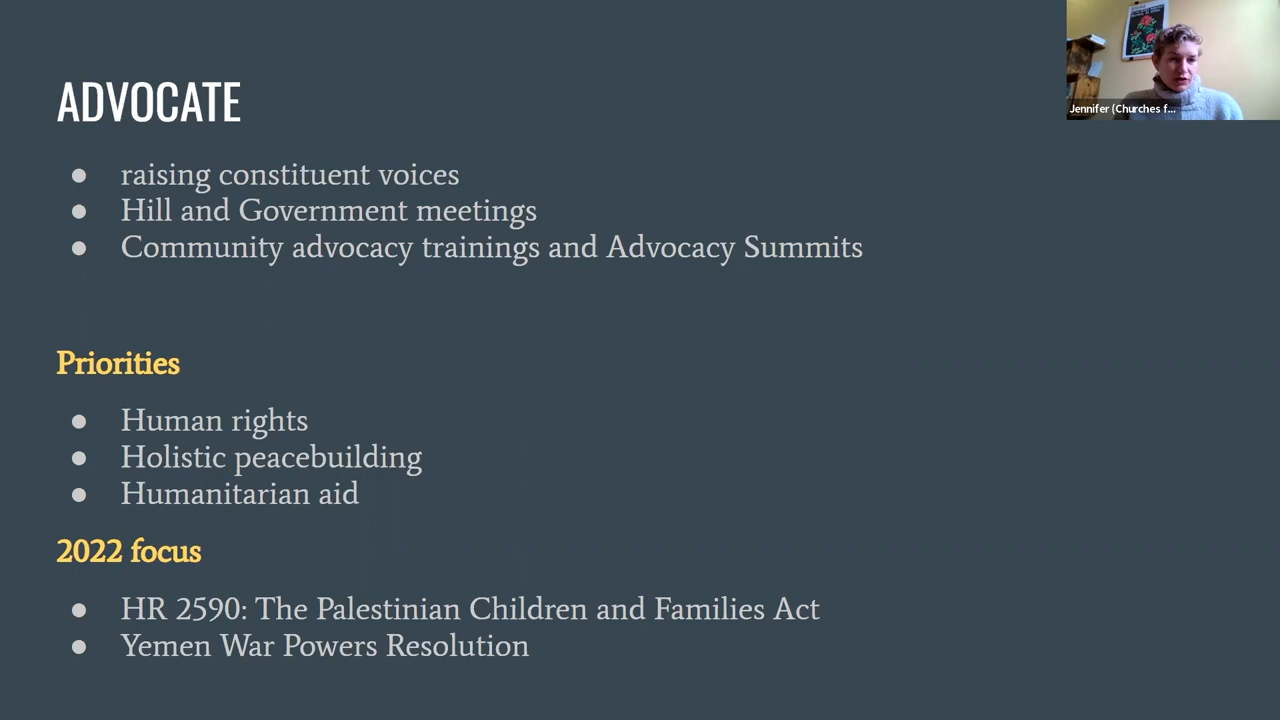 ADVOCATE
● raising constituent voices
● Hill and Government meetings
● Community advocacy trainings and Advocacy Summits
Priorities
● Human rights
● Holistic peacebuilding
● Humanitarian aid
2022 focus
● HR 2590: The Palestinian Children and Families Act
● Yemen War Powers Resolution
Jennifer (Churches f...